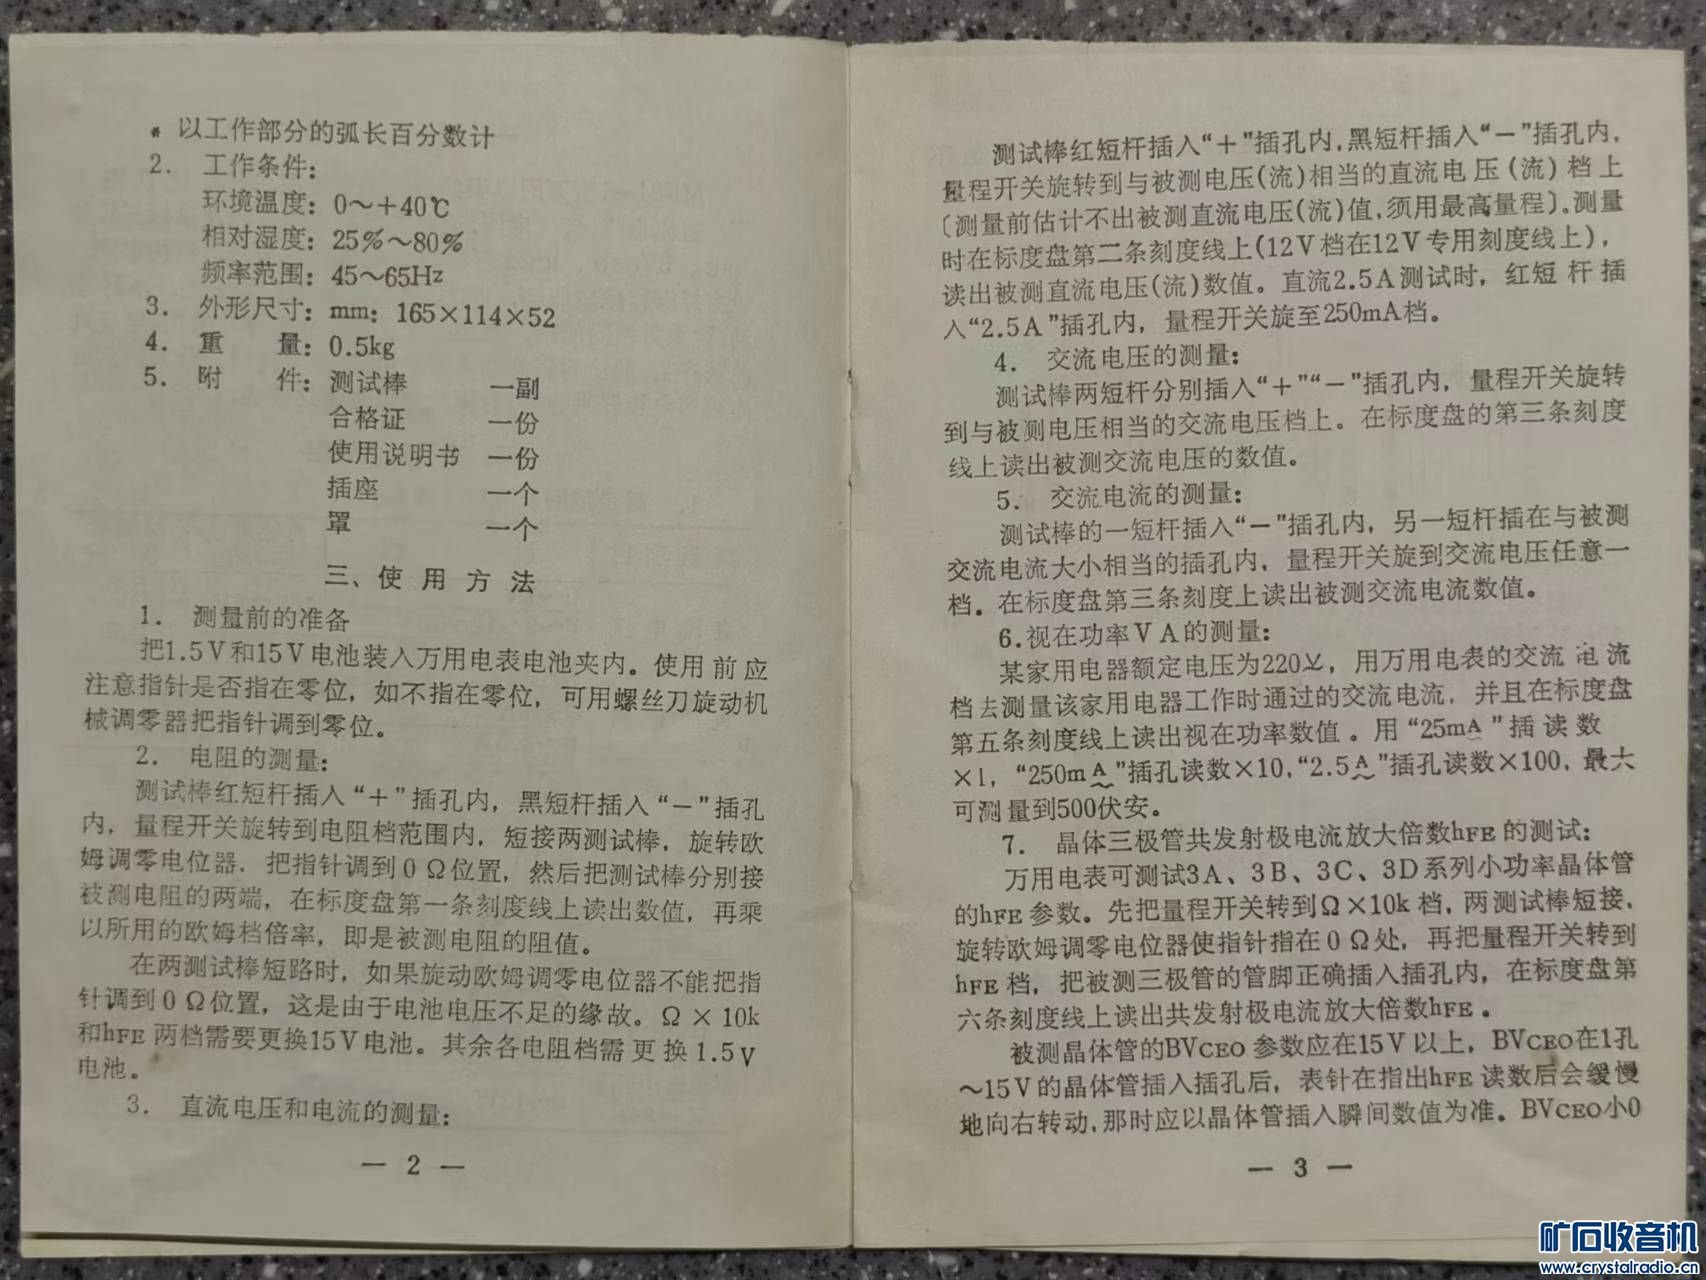 * 以工作部分的弧长百分数计
2. 工作条件：
环境温度：0～+40℃
相对湿度：25%～80%
频率范围：45～65Hz
3. 外形尺寸：mm：165×114×52
4. 重 量：0.5kg
5. 附 件：测试棒 一副
合格证 一份
使用说明书 一份
插座 一个
罩 一个
三、使用方法
1. 测量前的准备
把1.5V和15V电池装入万用电表电池夹内。使用前应
注意指针是否指在零位，如不指在零位，可用螺丝刀旋动机
械调零器把指针调到零位。
2. 电阻的测量：
测试棒红短杆插入“+”插孔内，黑短杆插入“－”插孔
内，量程开关旋转到电阻档范围内，短接两测试棒，旋转欧
姆调零电位器．把指针调到0Ω位置，然后把测试棒分别接
被测电阻的两端，在标度盘第一条刻度线上读出数值，再乘
以所用的欧姆档倍率，即是被测电阻的阻值。
在两测试棒短路时，如果旋动欧姆调零电位器不能把指
针调到0Ω位置，这是由于电池电压不足的缘故。Ω×10k
和hFE两档需要更换15V电池。其余各电阻档需更换1.5V
电池。
3. 直流电压和电流的测量：
— 2 —
测试棒红短杆插入“+”插孔内，黑短杆插入“－”插孔内，
量程开关旋转到与被测电压(流)相当的直流电压(流)档上
〔测量前估计不出被测直流电压(流)值，须用最高量程〕。测量
时在标度盘第二条刻度线上(12V档在12V专用刻度线上)，
读出被测直流电压(流)数值。直流2.5A测试时，红短杆插
入“2.5A”插孔内，量程开关旋至250mA档。
4. 交流电压的测量：
测试棒两短杆分别插入“+”“－”插孔内，量程开关旋转
到与被测电压相当的交流电压档上。在标度盘的第三条刻度
线上读出被测交流电压的数值。
5. 交流电流的测量：
测试棒的一短杆插入“－”插孔内，另一短杆插在与被测
交流电流大小相当的插孔内，量程开关旋到交流电压任意一
档。在标度盘第三条刻度上读出被测交流电流数值。
6.视在功率VA的测量：
某家用电器额定电压为220V̰，用万用电表的交流电流
档去测量该家用电器工作时通过的交流电流，并且在标度盘
第五条刻度线上读出视在功率数值。用“25mA̰”插读数
×1，“250mA̰”插孔读数×10，“2.5A̰”插孔读数×100，最大
可测量到500伏安。
7. 晶体三极管共发射极电流放大倍数hFE的测试：
万用电表可测试3A、3B、3C、3D系列小功率晶体管
的hFE参数。先把量程开关转到Ω×10k档，两测试棒短接，
旋转欧姆调零电位器使指针指在0Ω处，再把量程开关转到
hFE档，把被测三极管的管脚正确插入插孔内，在标度盘第
六条刻度线上读出共发射极电流放大倍数hFE。
被测晶体管的BVCEO参数应在15V以上，BVCEO在1孔
～15V的晶体管插入插孔后，表针在指出hFE读数后会缓慢
地向右转动，那时应以晶体管插入瞬间数值为准。BVCEO小0
— 3 —
矿石收音机
www.crystalradio.cn